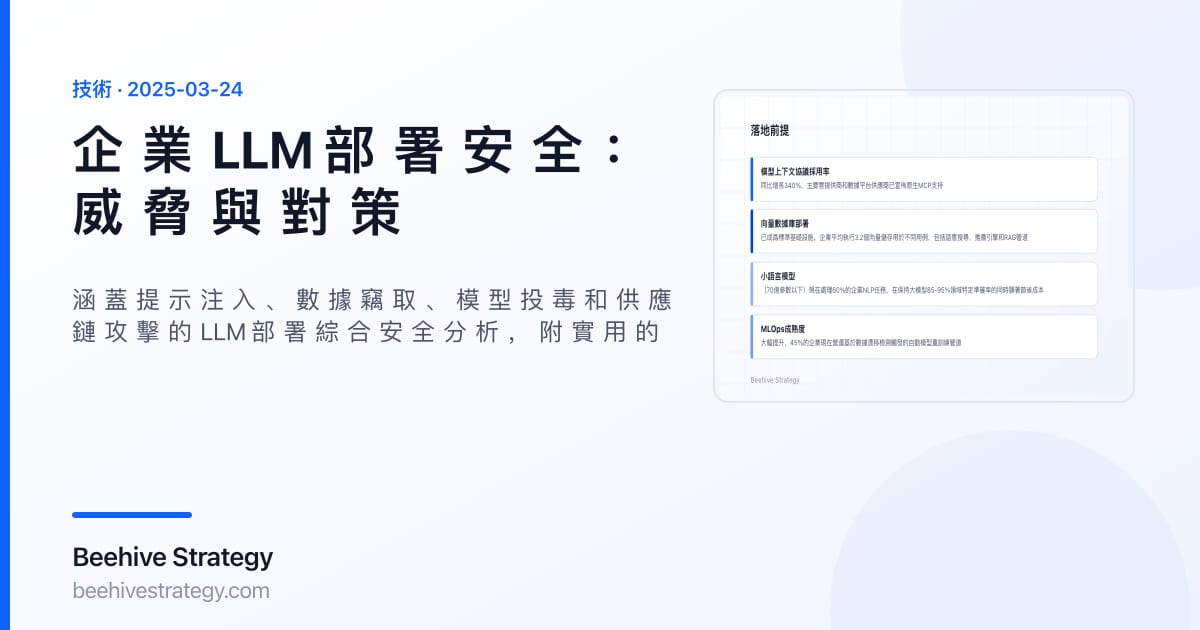 技術 · 2025-03-24
企業LLM部署安全：
威脅與對策
涵蓋提示注入、數據竊取、模型投毒和供應
鏈攻擊的LLM部署綜合安全分析，附實用的
Beehive Strategy
beehivestrategy.com
落地前提
模型上下文協議採用率
同比增長340%，主要雲提供商和數據平台供應商已宣佈原生MCP支持
向量數據庫部署
已成為標準基礎設施，企業平均執行3.2個向量儲存用於不同用例，包括語意搜尋、推薦引擎和RAG管道
小語言模型
（70億參數以下）現在處理60%的企業NLP任務，在保持大模型85-95%領域特定準確率的同時顯著節省成本
MLOps成熟度
大幅提升，45%的企業現在營運基於數據漂移檢測觸發的自動模型重訓練管道
Beehive Strategy